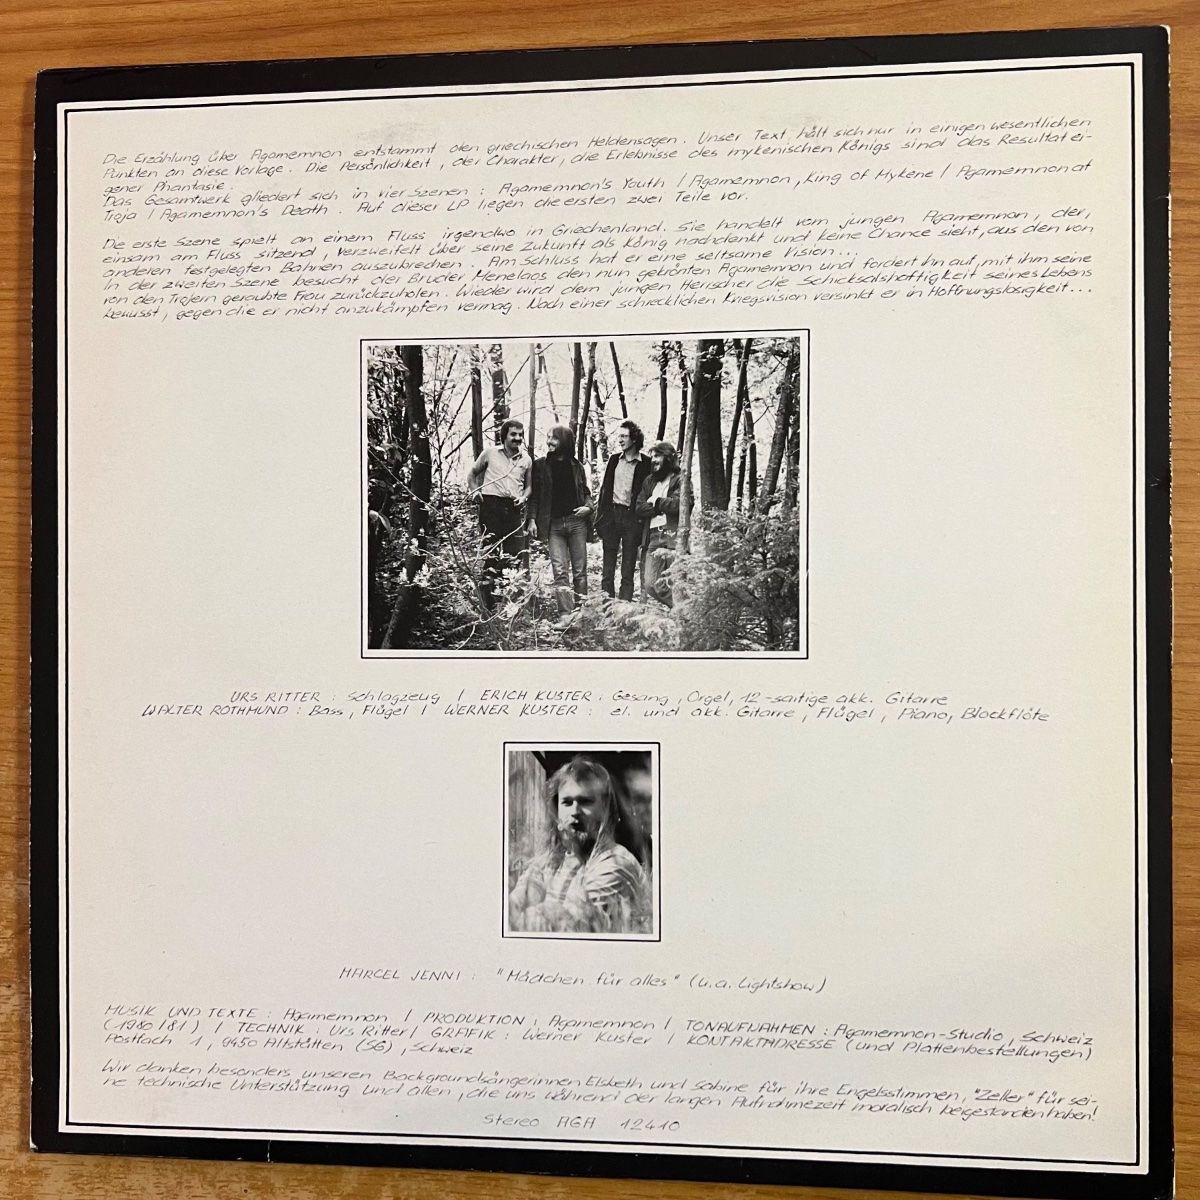 Die Erzählung über Agamemnon entstammt den griechischen Heldensagen. Unser Text hält sich nur in einigen wesentlichen
Punkten an diese Vorlage. Die Persönlichkeit, der Charakter, die Erlebnisse des mykenischen Königs sind das Resultat ei-
gener Phantasie.
Das Gesamtwerk gliedert sich in vier Szenen: Agamemnon's Youth / Agamemnon, King of Mykene / Agamemnon at
Troja / Agamemnon's Death. Auf dieser LP liegen die ersten zwei Teile vor.
Die erste Szene spielt an einem Fluss irgendwo in Griechenland. Sie handelt vom jungen Agamemnon, der,
einsam am Fluss sitzend, verzweifelt über seine Zukunft als König nachdenkt und keine Chance sieht, aus den von
anderen festgelegten Bahnen auszubrechen. Am Schluss hat er eine seltsame Vision...
In der zweiten Szene besucht der Bruder Menelaos den nun gekrönten Agamemnon und fordert ihn auf, mit ihm seine
von den Trojern geraubte Frau zurückzuholen. Wieder wird dem jungen Herrscher die Schicksalshaftigkeit seines Lebens
bewusst, gegen die er nicht anzukämpfen vermag. Nach einer schrecklichen Kriegsvision versinkt er in Hoffnungslosigkeit...
URS RITTER: Schlagzeug / ERICH KUSTER: Gesang, Orgel, 12-saitige akk. Gitarre
WALTER ROTHMUND: Bass, Flügel / WERNER KUSTER: el. und akk. Gitarre, Flügel, Piano, Blockflöte
MARCEL JENNI: "Mädchen für alles" (u.a. Lightshow)
MUSIK UND TEXTE: Agamemnon / PRODUKTION: Agamemnon / TONAUFNAHMEN: Agamemnon-Studio, Schweiz
(1980/81) / TECHNIK: Urs Ritter / GRAFIK: Werner Kuster / KONTAKTADRESSE (und Plattenbestellungen)
Postfach 1, 9450 Altstätten (SG), Schweiz
Wir danken besonders unseren Backgroundsängerinnen Elsbeth und Sabine für ihre Engelsstimmen, "Zeller" für sei-
ne technische Unterstützung und allen, die uns während der langen Aufnahmezeit moralisch beigestanden haben!
Stereo AGA 12410